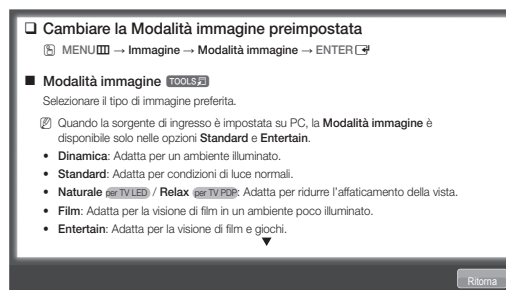 Cambiare la Modalità immagine preimpostata
MENU → Immagine → Modalità immagine → ENTER
Modalità immagine TOOLS
Selezionare il tipo di immagine preferita.
Quando la sorgente di ingresso è impostata su PC, la Modalità immagine è
disponibile solo nelle opzioni Standard e Entertain.
• Dinamica: Adatta per un ambiente illuminato.
• Standard: Adatta per condizioni di luce normali.
• Naturale per TV LED / Relax per TV PDP: Adatta per ridurre l'affaticamento della vista.
• Film: Adatta per la visione di film in un ambiente poco illuminato.
• Entertain: Adatta per la visione di film e giochi.
▼
Ritorna